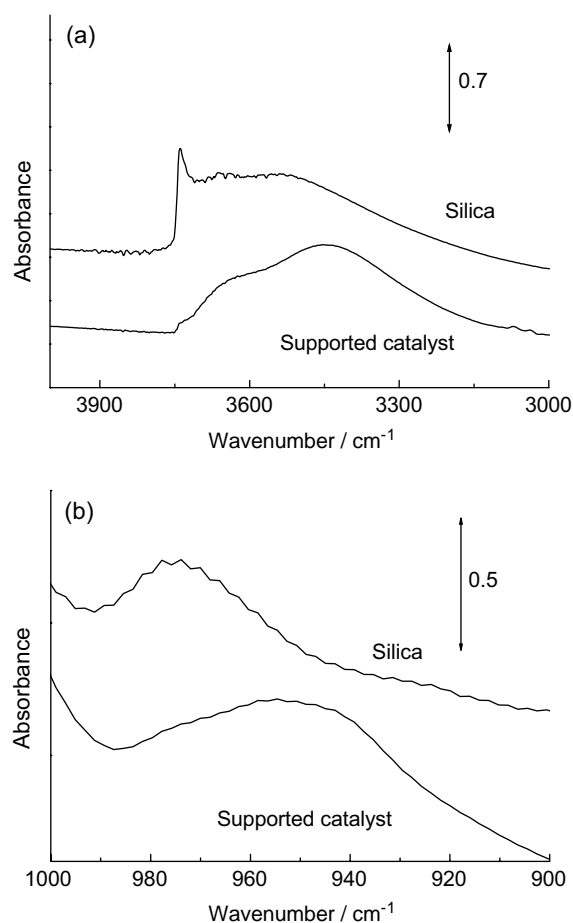 (a)
0.7
Absorbance
Silica
Supported catalyst
3900 3600 3300 3000
Wavenumber / cm⁻¹
(b)
0.5
Absorbance
Silica
Supported catalyst
1000 980 960 940 920 900
Wavenumber / cm⁻¹